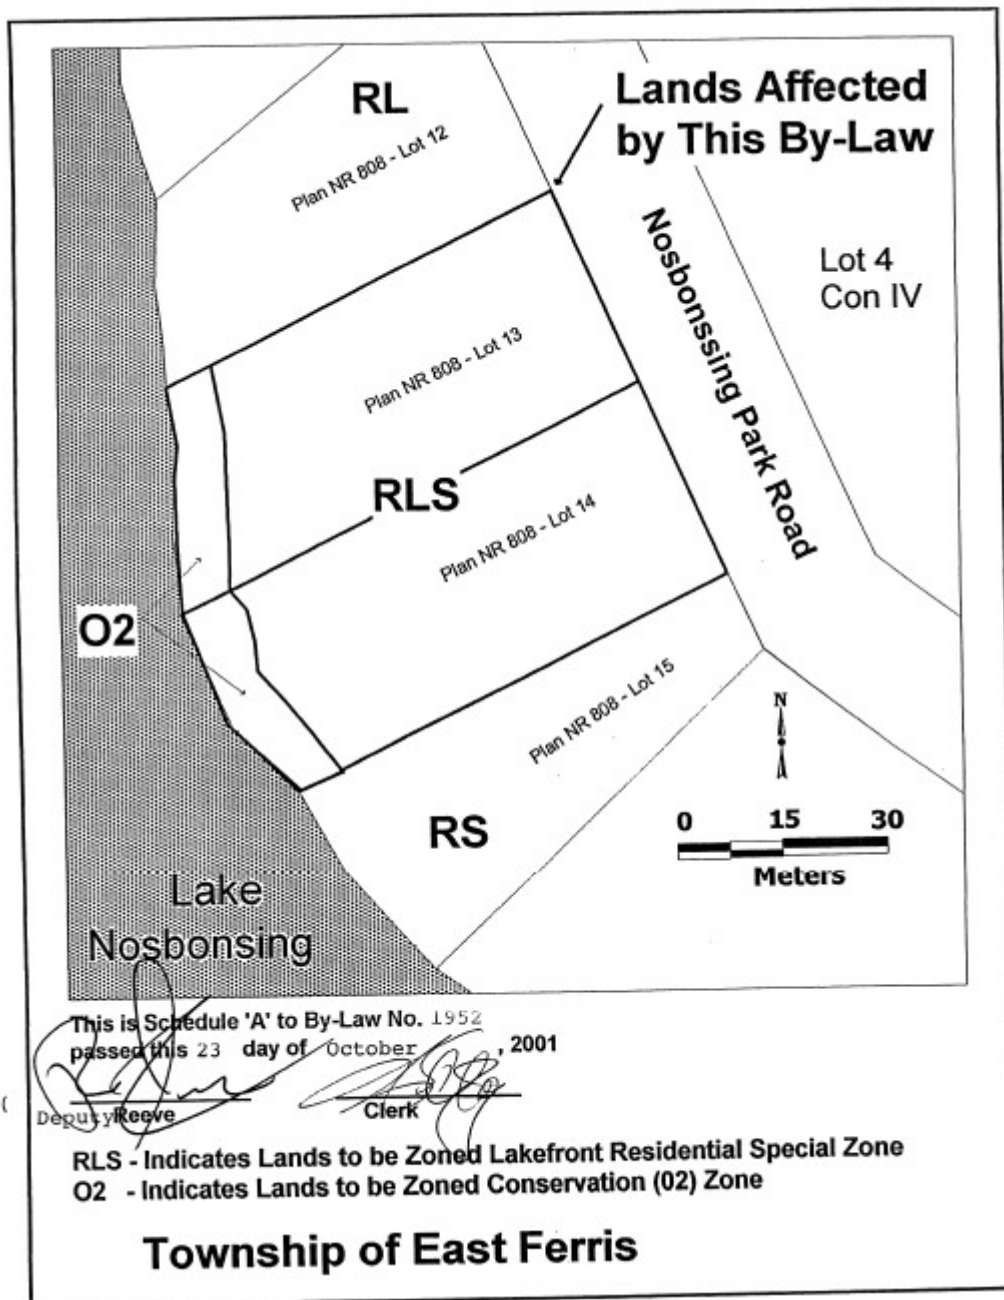 RL
Lands Affected
by This By-Law
Plan NR 808 - Lot 12
Nosbonssing Park Road
Lot 4
Con IV
Plan NR 808 - Lot 13
RLS
Plan NR 808 - Lot 14
O2
Plan NR 808 - Lot 15
N
RS
0 15 30
Meters
Lake
Nosbonsing
This is Schedule 'A' to By-Law No. 1952
passed this 23 day of October, 2001
Deputy Reeve Clerk
RLS - Indicates Lands to be Zoned Lakefront Residential Special Zone
O2 - Indicates Lands to be Zoned Conservation (02) Zone
Township of East Ferris